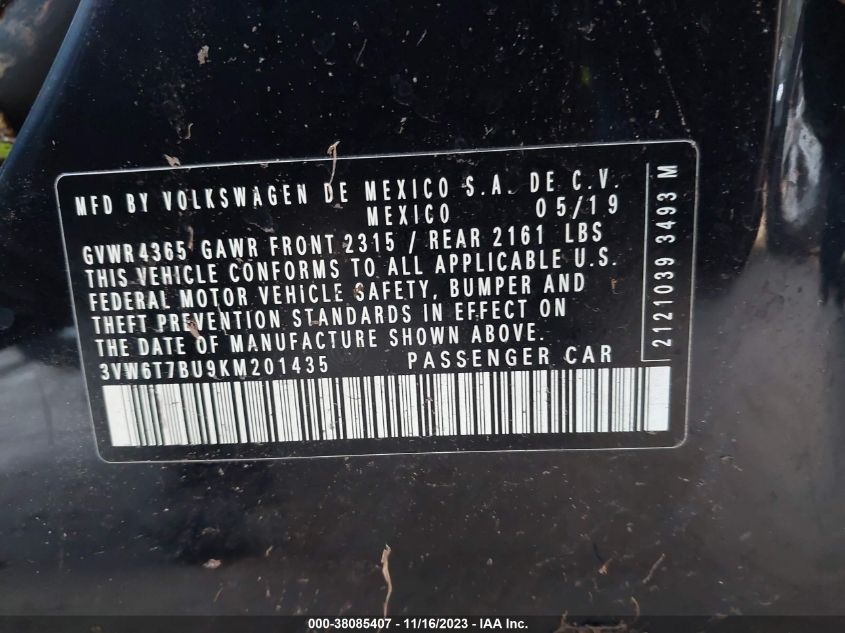 MFD BY VOLKSWAGEN DE MEXICO S.A. DE C.V.
MEXICO 05/19
GVWR 4365 GAWR FRONT 2315 / REAR 2161 LBS
THIS VEHICLE CONFORMS TO ALL APPLICABLE U.S.
FEDERAL MOTOR VEHICLE SAFETY, BUMPER AND
THEFT PREVENTION STANDARDS IN EFFECT ON
THE DATE OF MANUFACTURE SHOWN ABOVE.
3VW6T7BU9KM201435 PASSENGER CAR
2121039 3493 M
000-38085407 - 11/16/2023 - IAA Inc.